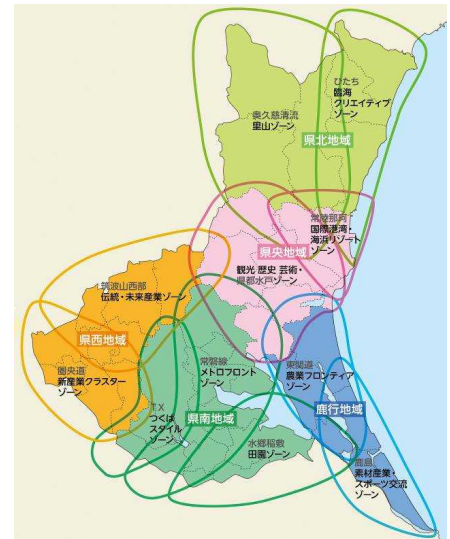 ひたち
臨海
クリエイティブ
ゾーン
奥久慈清流
里山ゾーン
県北地域
常陸那珂
国際港湾・
海浜リゾート
ゾーン
県央地域
観光 歴史 芸術・
県都水戸ゾーン
筑波山西部
伝統・未来産業ゾーン
県西地域
圏央道
新産業クラスター
ゾーン
常磐線
メトロフロント
ゾーン
東関道
農業フロンティア
ゾーン
TX
つくば
スタイル
ゾーン
県南地域
鹿行地域
水郷稲敷
田園ゾーン
鹿島
素材産業・
スポーツ交流
ゾーン